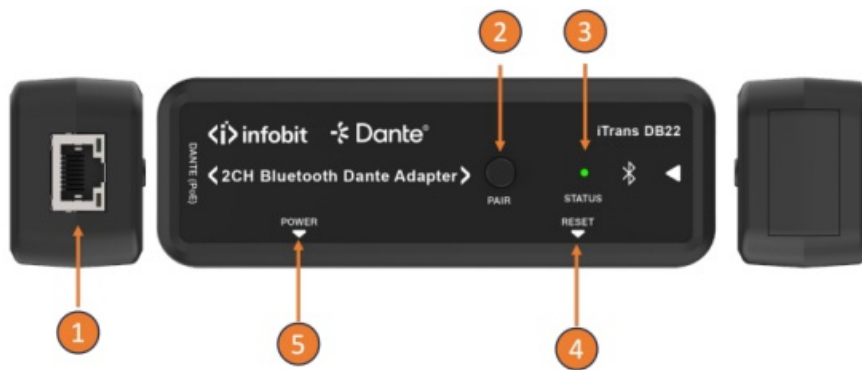 2
3
<i> infobit Dante®
iTrans DB22
DANTE (PoE)
<2CH Bluetooth Dante Adapter>
PAIR
STATUS
POWER
RESET
1
5
4